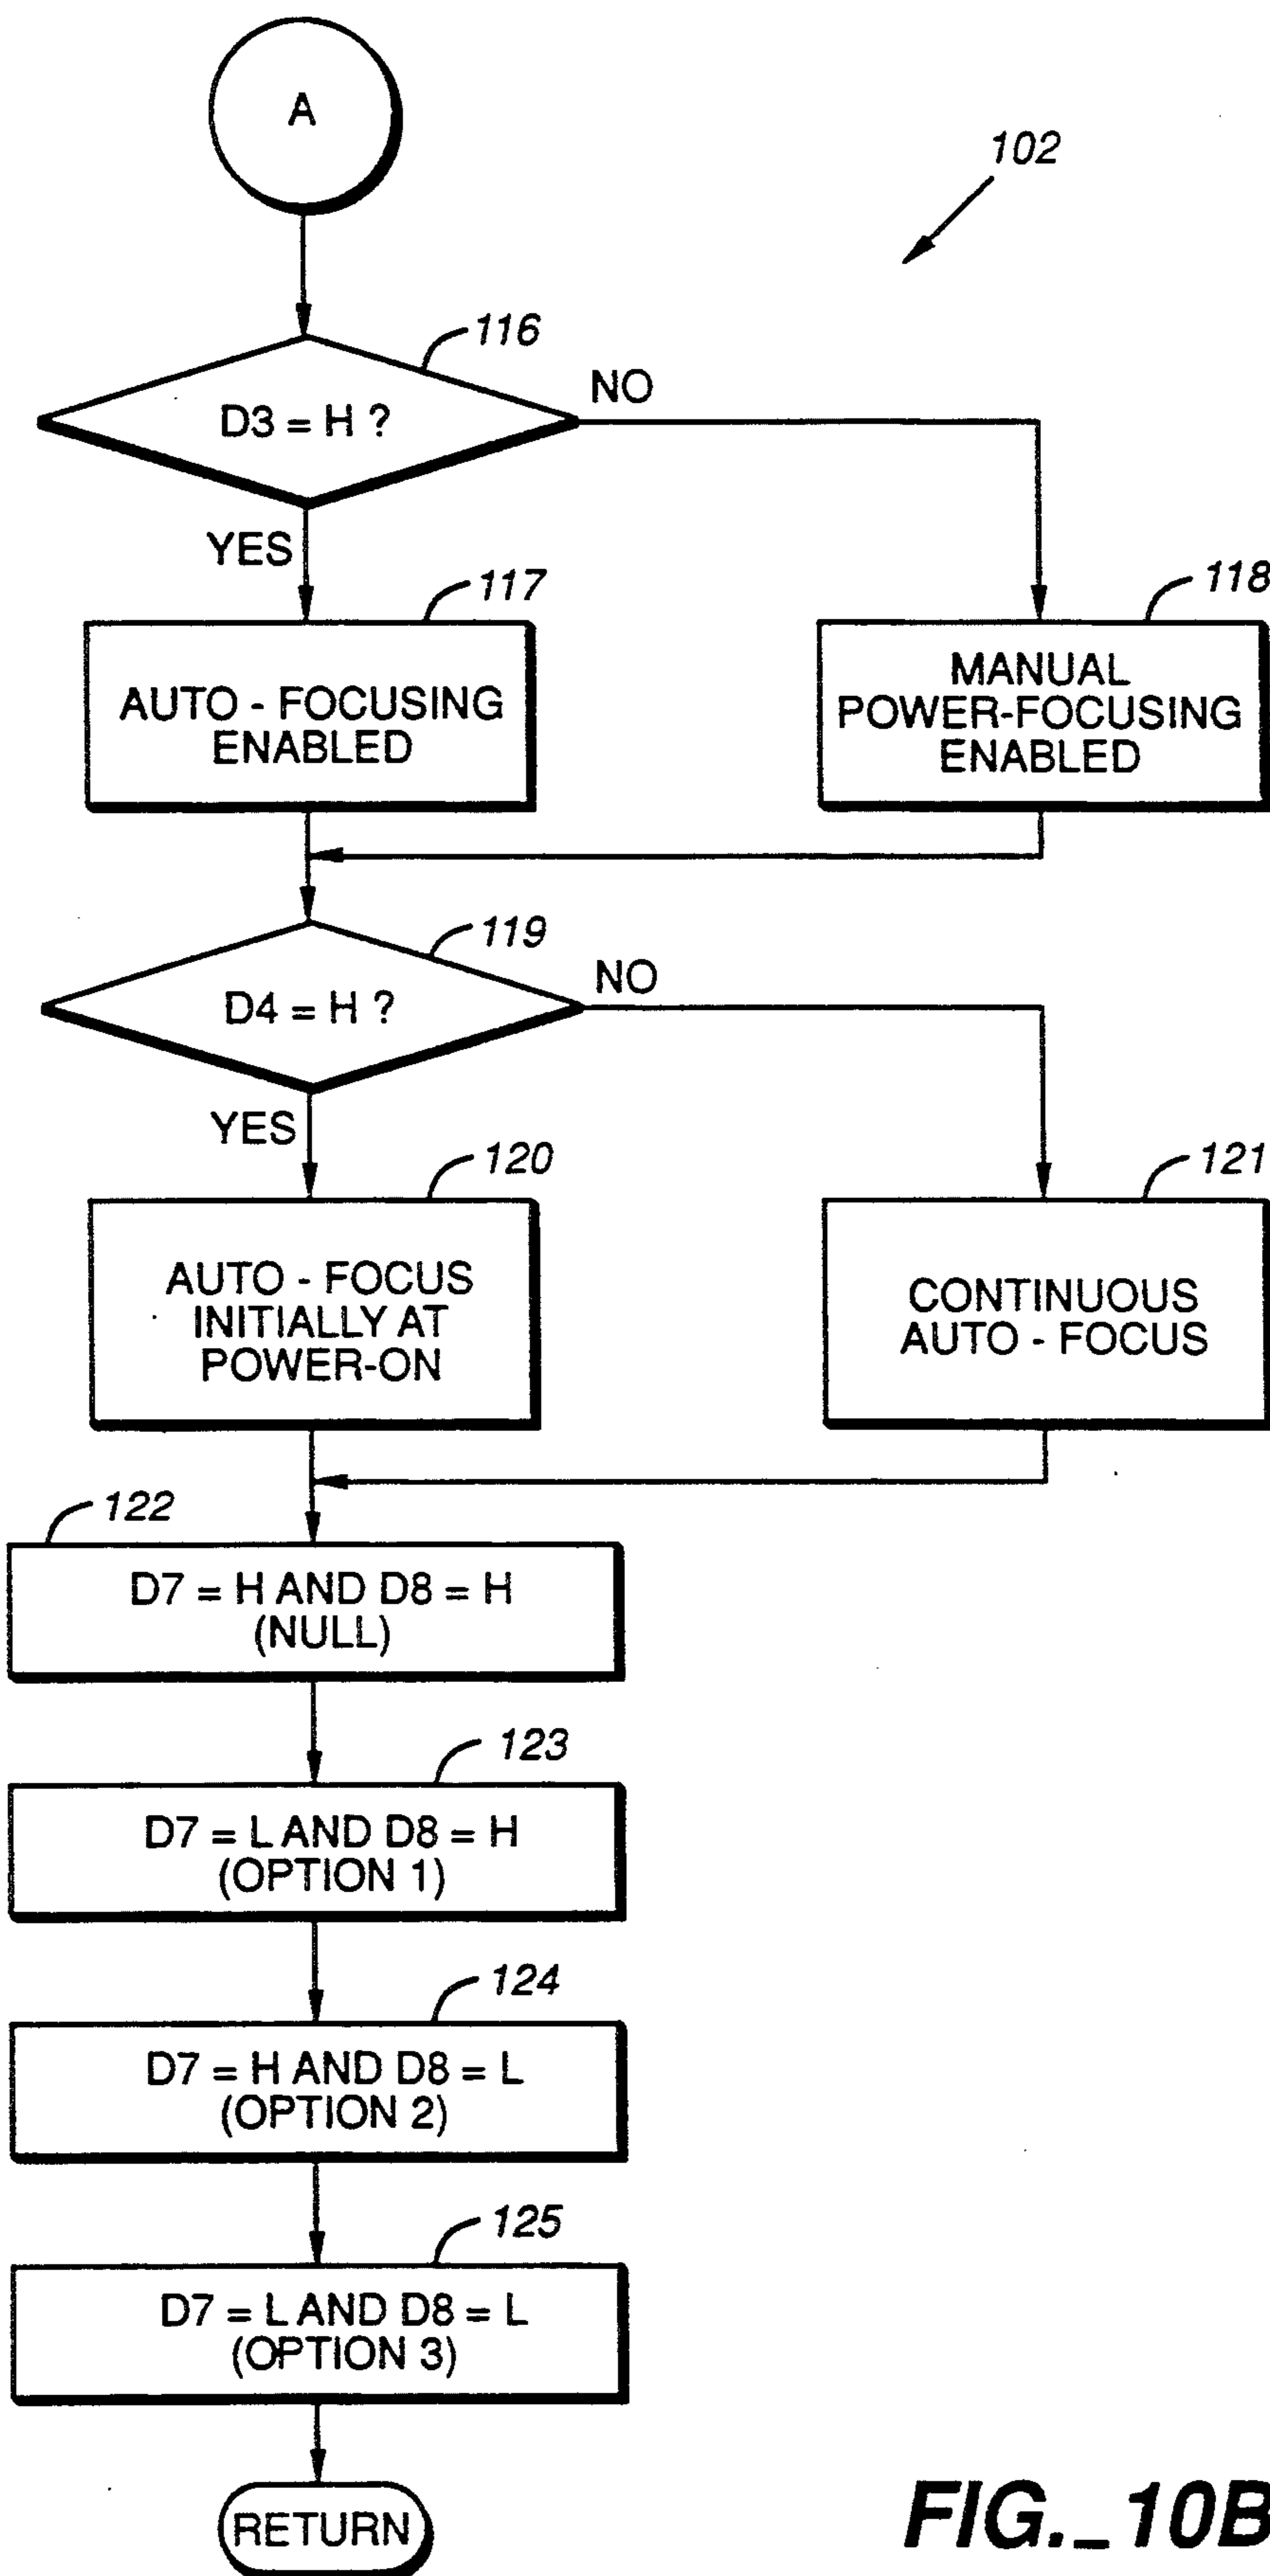 A
102
116
D3 = H ?
NO
YES
117
118
AUTO - FOCUSING
ENABLED
MANUAL
POWER-FOCUSING
ENABLED
119
D4 = H ?
NO
YES
120
121
AUTO - FOCUS
INITIALLY AT
POWER-ON
CONTINUOUS
AUTO - FOCUS
122
D7 = H AND D8 = H
(NULL)
123
D7 = L AND D8 = H
(OPTION 1)
124
D7 = H AND D8 = L
(OPTION 2)
125
D7 = L AND D8 = L
(OPTION 3)
RETURN
FIG._10B